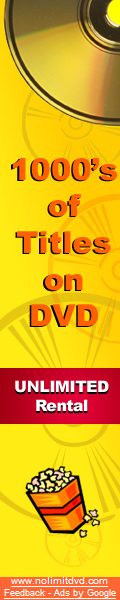 1000's
of
Titles
on
DVD
UNLIMITED
Rental
www.nolimitdvd.com
Feedback - Ads by Google